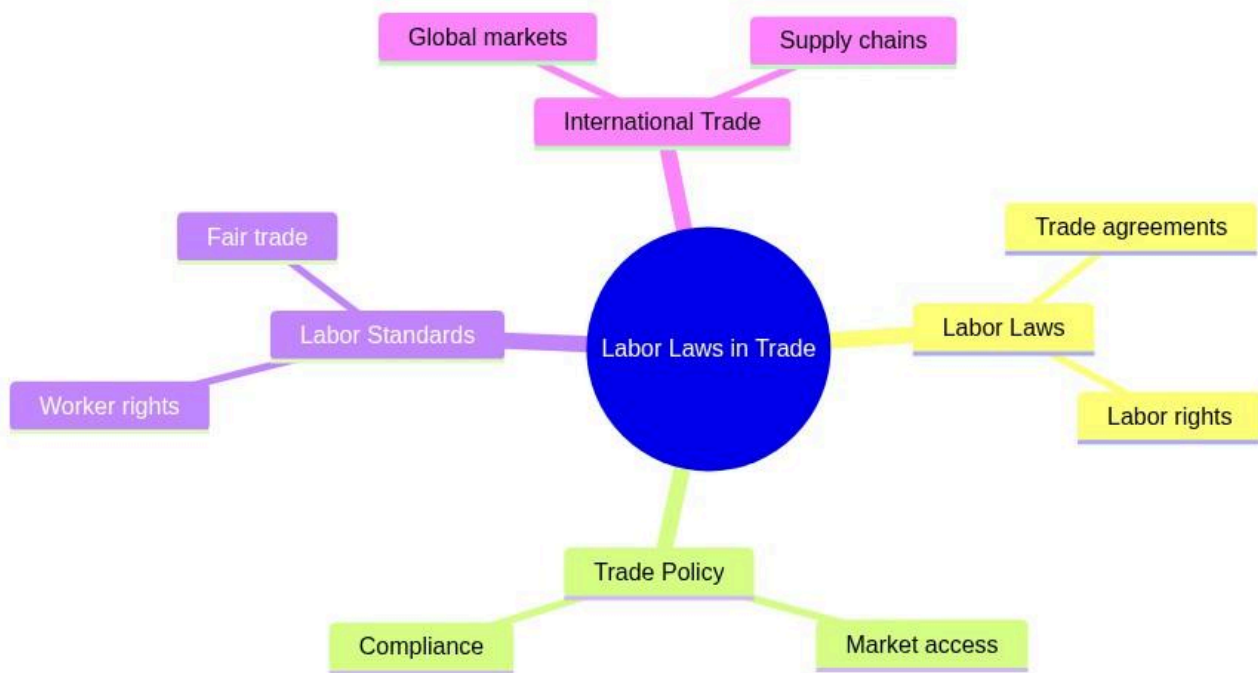 Global markets
Supply chains
International Trade
Fair trade
Trade agreements
Labor Standards
Labor Laws in Trade
Labor Laws
Worker rights
Labor rights
Trade Policy
Compliance
Market access